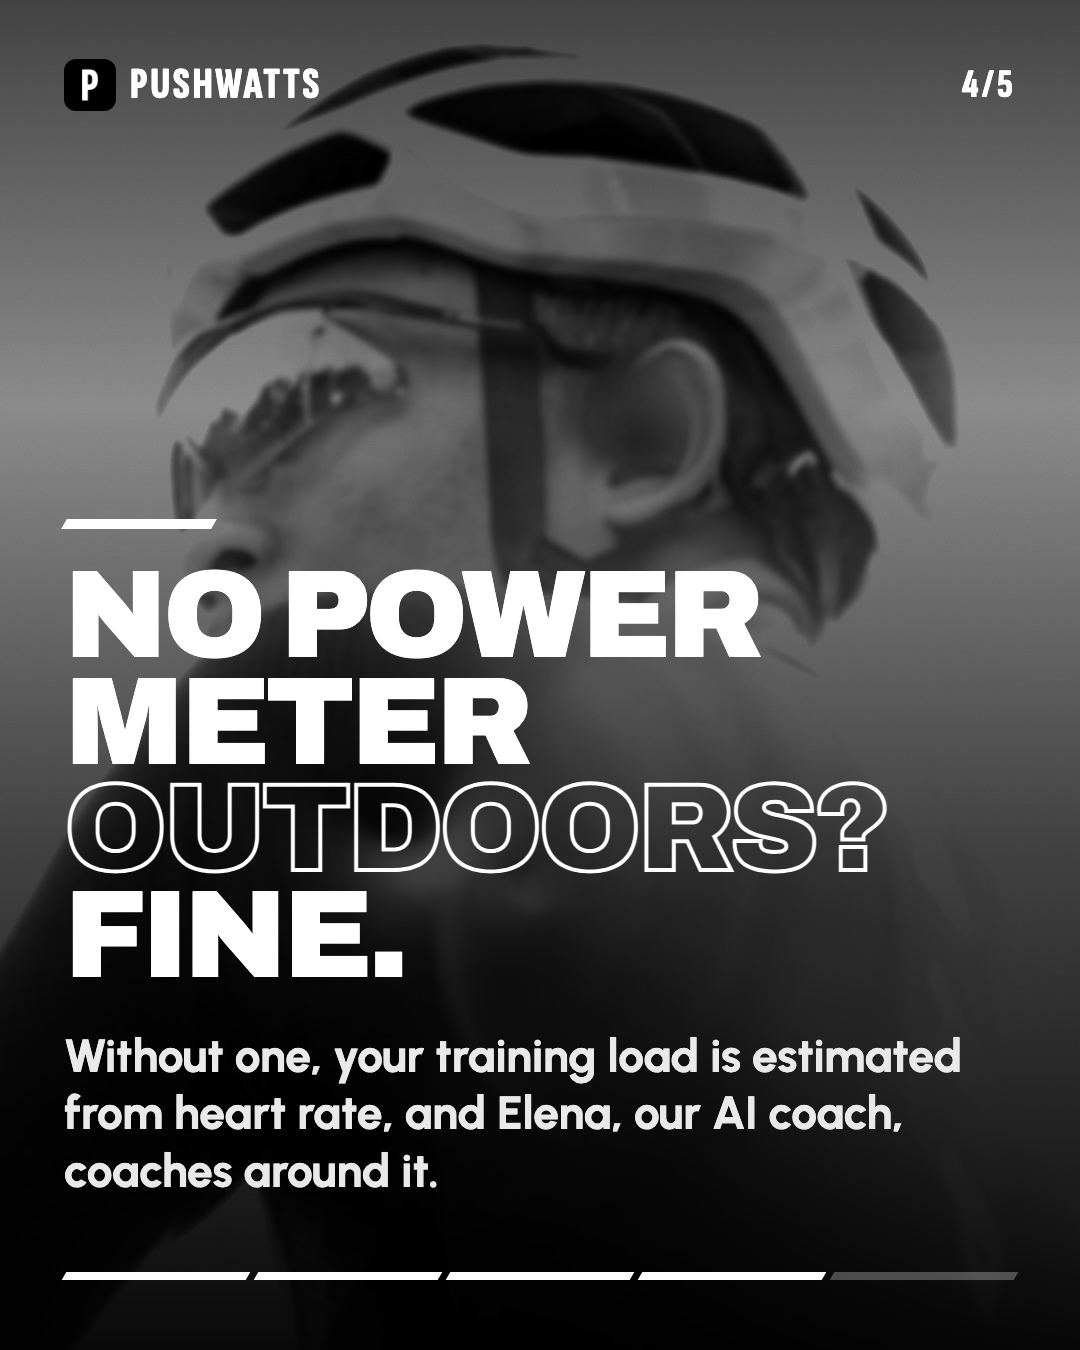 P PUSHWATTS
4/5
NO POWER
METER
OUTDOORS?
FINE.
Without one, your training load is estimated
from heart rate, and Elena, our AI coach,
coaches around it.